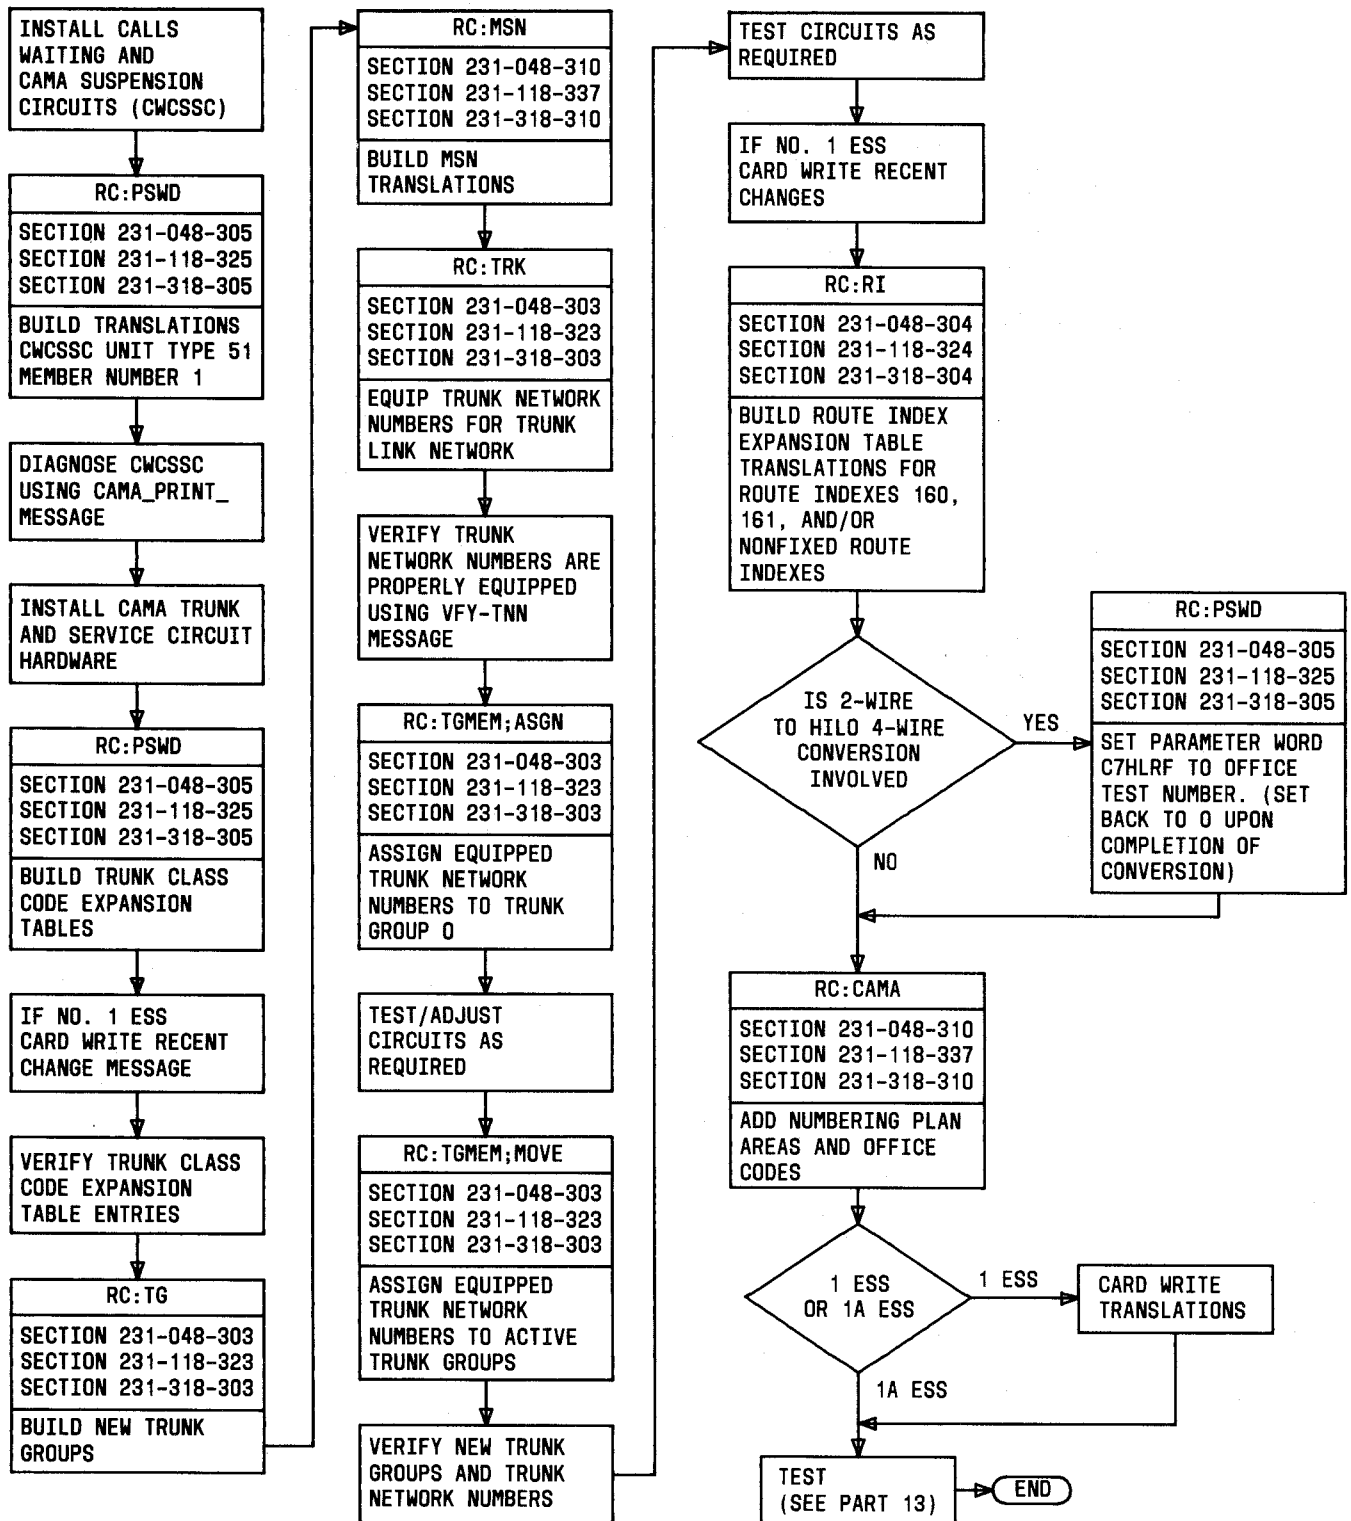 INSTALL CALLS
WAITING AND
CAMA SUSPENSION
CIRCUITS (CWCSSC)
RC:PSWD
SECTION 231-048-305
SECTION 231-118-325
SECTION 231-318-305
BUILD TRANSLATIONS
CWCSSC UNIT TYPE 51
MEMBER NUMBER 1
DIAGNOSE CWCSSC
USING CAMA_PRINT_
MESSAGE
INSTALL CAMA TRUNK
AND SERVICE CIRCUIT
HARDWARE
RC:PSWD
SECTION 231-048-305
SECTION 231-118-325
SECTION 231-318-305
BUILD TRUNK CLASS
CODE EXPANSION
TABLES
IF NO. 1 ESS
CARD WRITE RECENT
CHANGE MESSAGE
VERIFY TRUNK CLASS
CODE EXPANSION
TABLE ENTRIES
RC:TG
SECTION 231-048-303
SECTION 231-118-323
SECTION 231-318-303
BUILD NEW TRUNK
GROUPS
RC:MSN
SECTION 231-048-310
SECTION 231-118-337
SECTION 231-318-310
BUILD MSN
TRANSLATIONS
RC:TRK
SECTION 231-048-303
SECTION 231-118-323
SECTION 231-318-303
EQUIP TRUNK NETWORK
NUMBERS FOR TRUNK
LINK NETWORK
VERIFY TRUNK
NETWORK NUMBERS ARE
PROPERLY EQUIPPED
USING VFY-TNN
MESSAGE
RC:TGMEM;ASGN
SECTION 231-048-303
SECTION 231-118-323
SECTION 231-318-303
ASSIGN EQUIPPED
TRUNK NETWORK
NUMBERS TO TRUNK
GROUP 0
TEST/ADJUST
CIRCUITS AS
REQUIRED
RC:TGMEM;MOVE
SECTION 231-048-303
SECTION 231-118-323
SECTION 231-318-303
ASSIGN EQUIPPED
TRUNK NETWORK
NUMBERS TO ACTIVE
TRUNK GROUPS
VERIFY NEW TRUNK
GROUPS AND TRUNK
NETWORK NUMBERS
TEST CIRCUITS AS
REQUIRED
IF NO. 1 ESS
CARD WRITE RECENT
CHANGES
RC:RI
SECTION 231-048-304
SECTION 231-118-324
SECTION 231-318-304
BUILD ROUTE INDEX
EXPANSION TABLE
TRANSLATIONS FOR
ROUTE INDEXES 160,
161, AND/OR
NONFIXED ROUTE
INDEXES
IS 2-WIRE
TO HILO 4-WIRE
CONVERSION
INVOLVED
YES
NO
RC:PSWD
SECTION 231-048-305
SECTION 231-118-325
SECTION 231-318-305
SET PARAMETER WORD
C7HLRF TO OFFICE
TEST NUMBER. (SET
BACK TO 0 UPON
COMPLETION OF
CONVERSION)
RC:CAMA
SECTION 231-048-310
SECTION 231-118-337
SECTION 231-318-310
ADD NUMBERING PLAN
AREAS AND OFFICE
CODES
1 ESS
OR 1A ESS
1 ESS
CARD WRITE
TRANSLATIONS
1A ESS
TEST
(SEE PART 13)
END